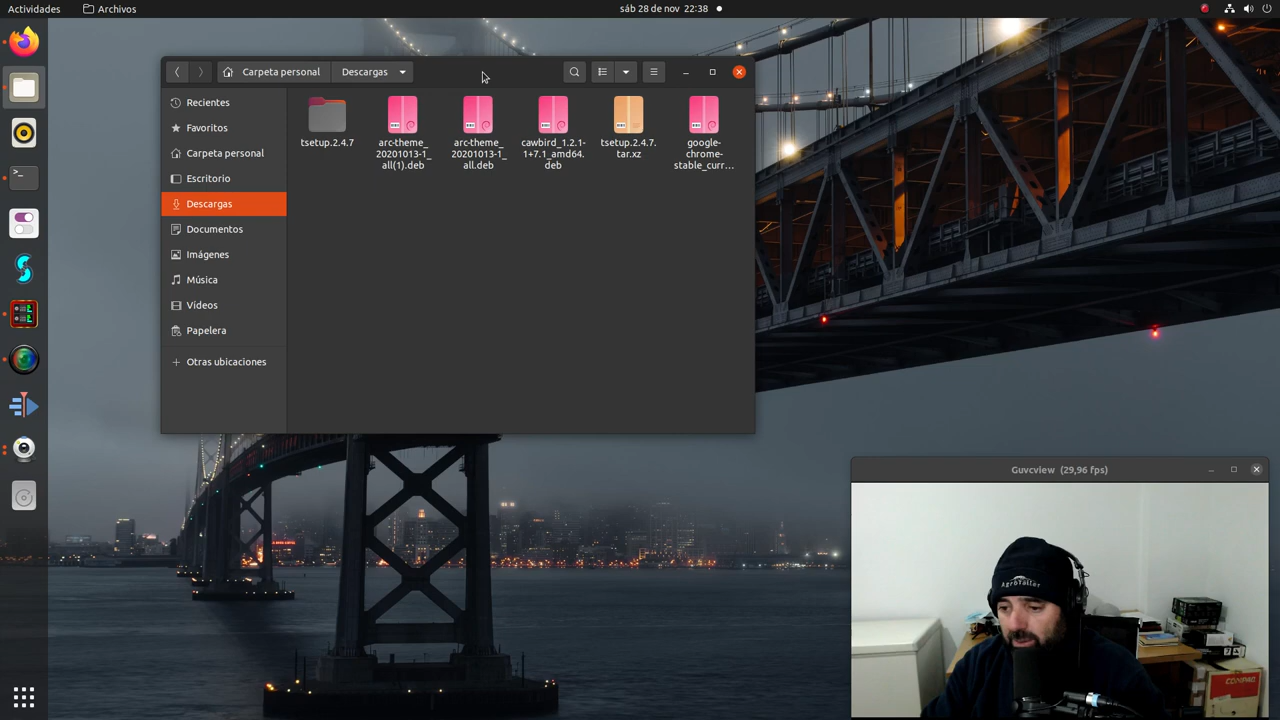 Actividades
Archivos
sáb 28 de nov 22:38
Carpeta personal
Descargas
Recientes
Favoritos
Carpeta personal
Escritorio
Descargas
Documentos
Imágenes
Música
Vídeos
Papelera
Otras ubicaciones
tsetup.2.4.7
arc-theme_
20201013-1_
all(1).deb
arc-theme_
20201013-1_
all.deb
cawbird_1.2.1-
1+7.1_amd64.
deb
tsetup.2.4.7.
tar.xz
google-
chrome-
stable_curr…
Guvcview (29,96 fps)
AgroTaller
COMPAQ